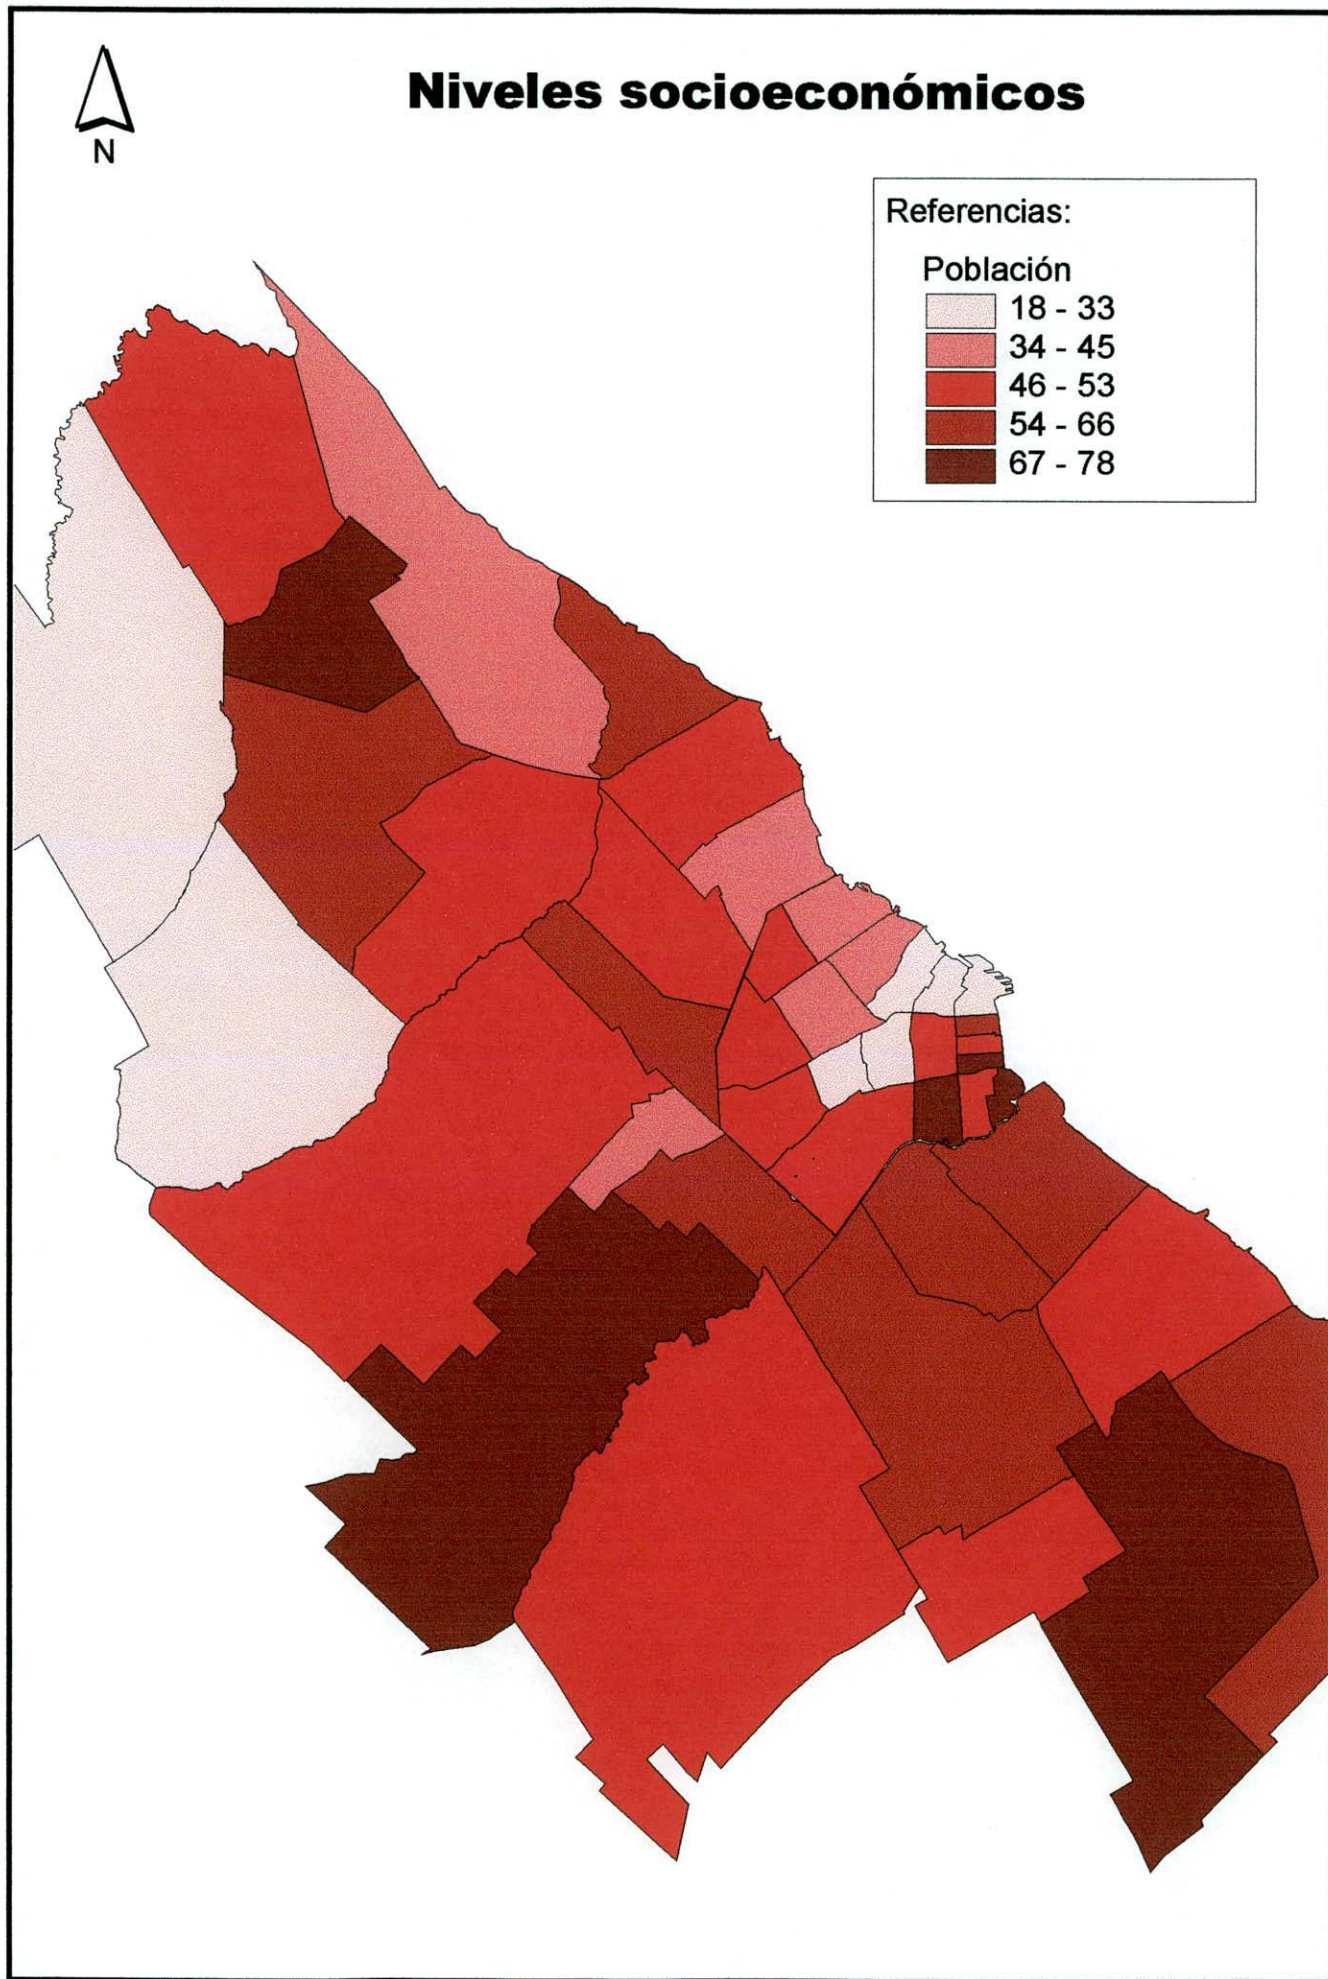 Niveles socioeconómicos
N
Referencias:
Población
18 - 33
34 - 45
46 - 53
54 - 66
67 - 78